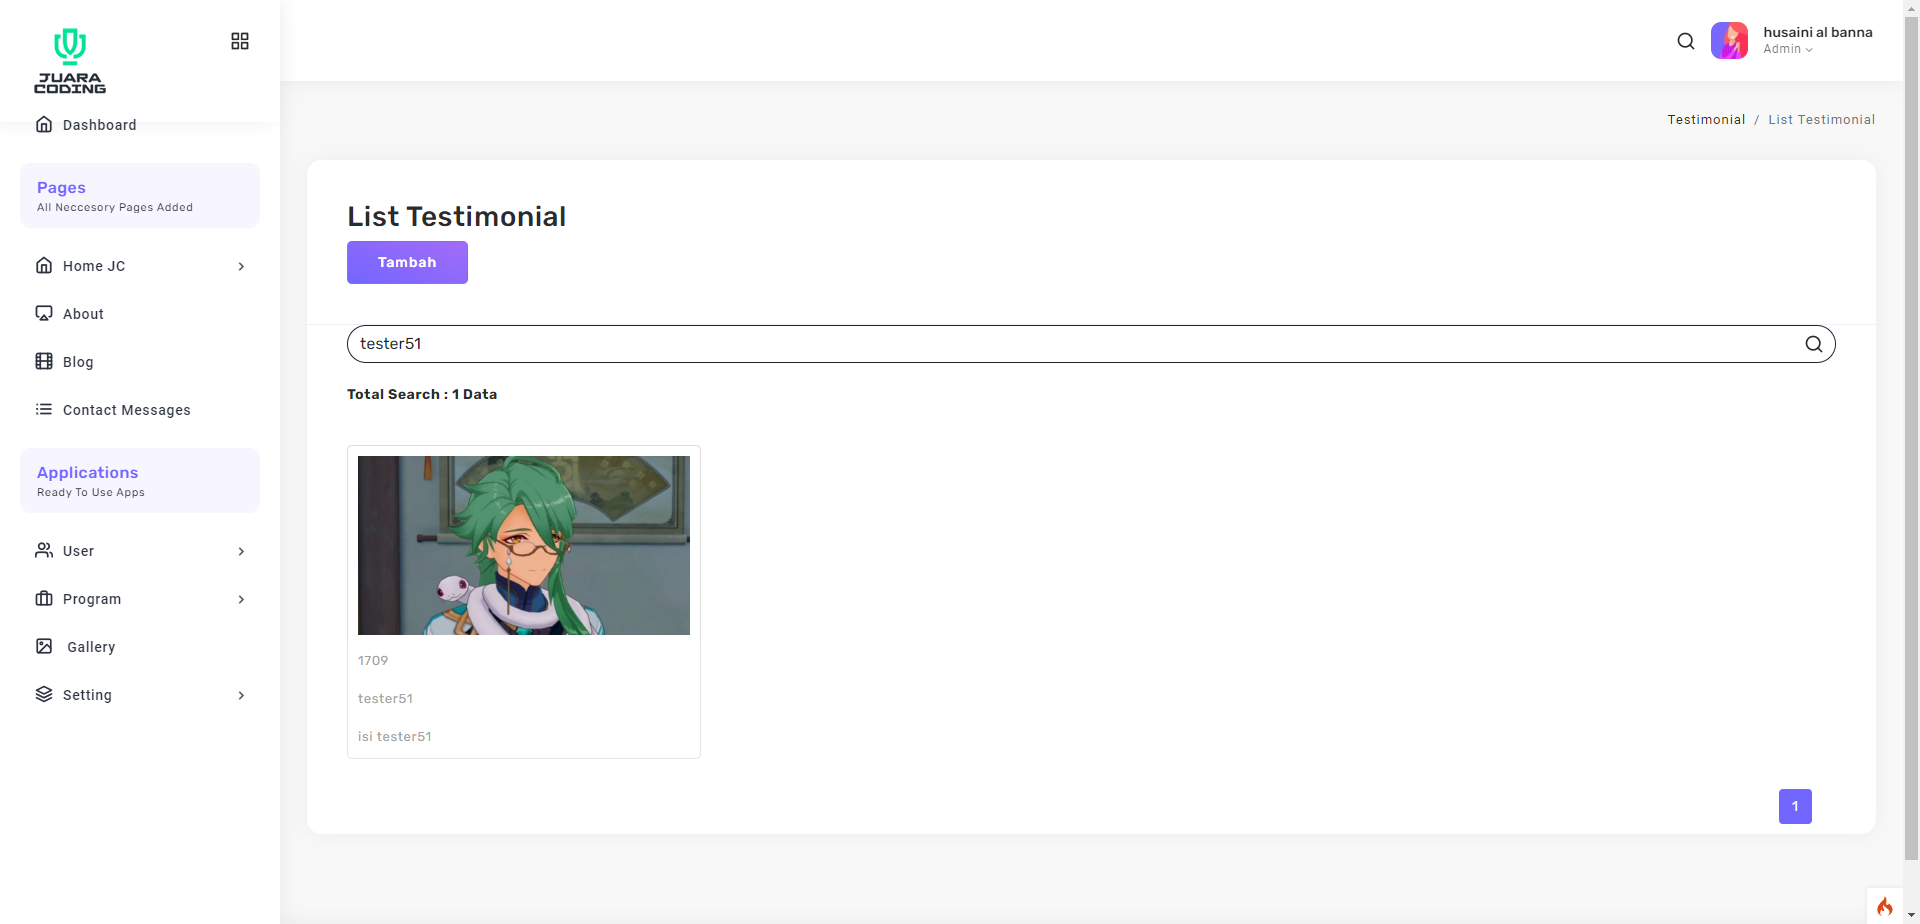 JUARA
CODING
husaini al banna
Admin
Dashboard
Testimonial / List Testimonial
Pages
All Neccesory Pages Added
List Testimonial
Tambah
Home JC
About
tester51
Blog
Total Search : 1 Data
Contact Messages
Applications
Ready To Use Apps
User
Program
Gallery
Setting
1709
tester51
isi tester51
1